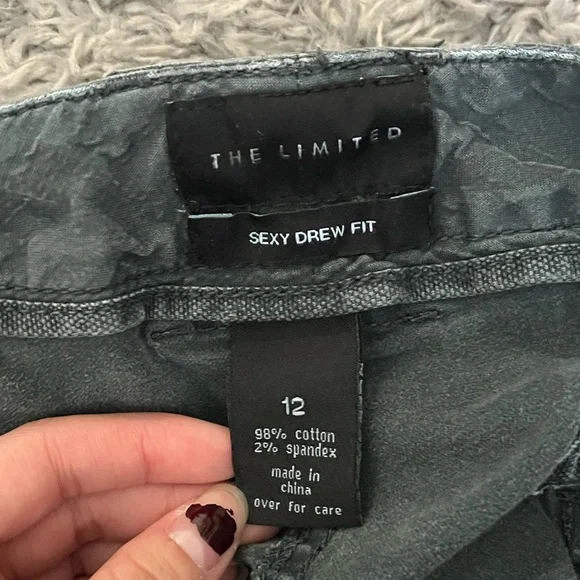 THE LIMITED
SEXY DREW FIT
12
98% cotton
2% spandex
made in
china
over for care